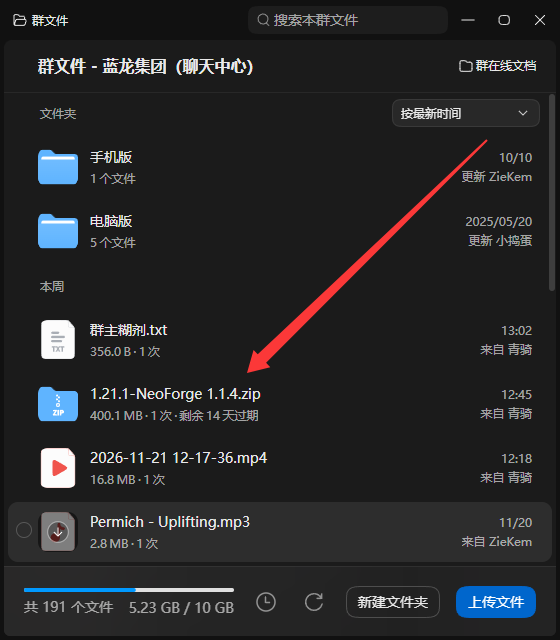 群文件
搜索本群文件
群文件 - 蓝龙集团（聊天中心）
群在线文档
文件夹
按最新时间
手机版
10/10
1 个文件
更新 ZieKem
电脑版
2025/05/20
5 个文件
更新 小捣蛋
本周
群主糊剂.txt
13:02
TXT
356.0 B · 1 次
来自 青骑
1.21.1-NeoForge 1.1.4.zip
12:45
ZIP
400.1 MB · 1 次 · 剩余 14 天过期
来自 青骑
2026-11-21 12-17-36.mp4
12:18
16.8 MB · 1 次
来自 青骑
Permich - Uplifting.mp3
11/20
2.8 MB · 1 次
来自 ZieKem
共 191 个文件
5.23 GB / 10 GB
新建文件夹
上传文件